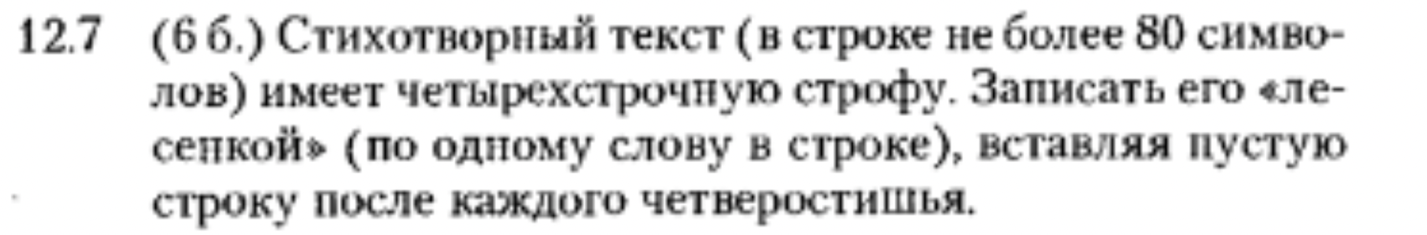 12.7 (6 б.) Стихотворный текст (в строке не более 80 симво-
лов) имеет четырехстрочную строфу. Записать его «ле-
сенкой» (по одному слову в строке), вставляя пустую
строку после каждого четверостишья.